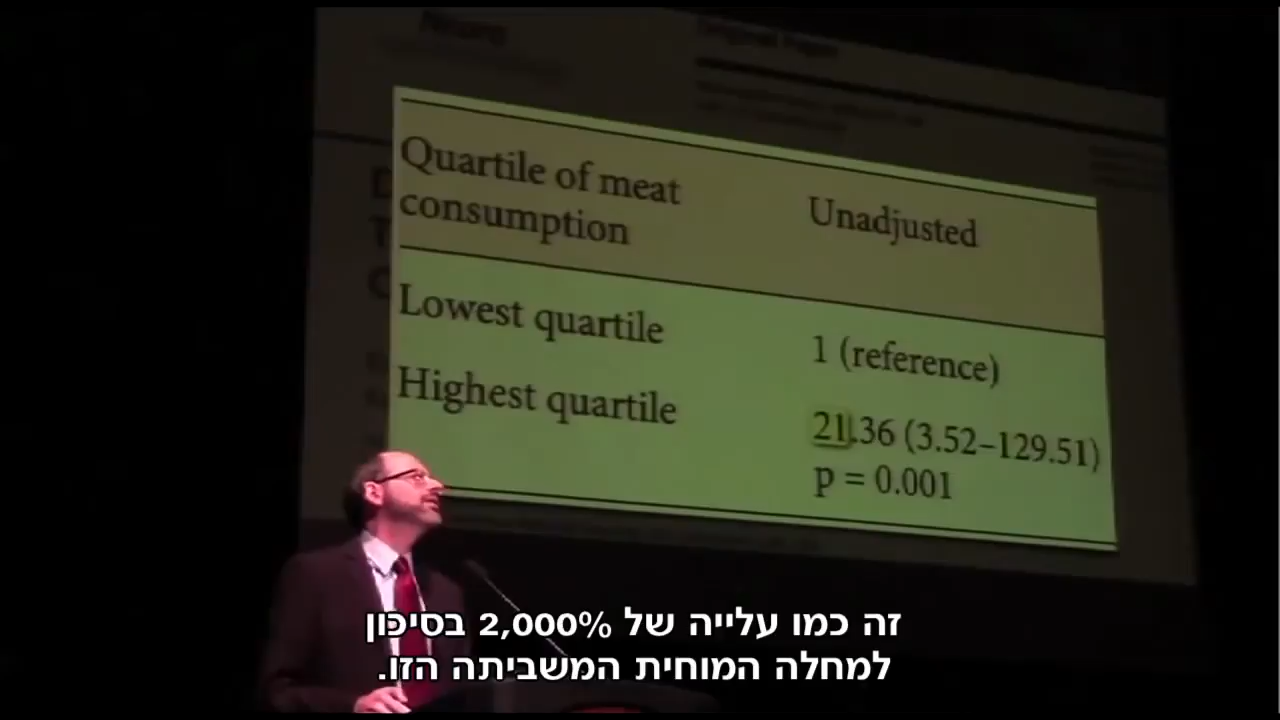 Quartile of meat
consumption
Unadjusted
Lowest quartile
1 (reference)
Highest quartile
21.36 (3.52–129.51)
p = 0.001
זה כמו עלייה של 2,000% בסיכון
למחלה המוחית המשביתה הזו.